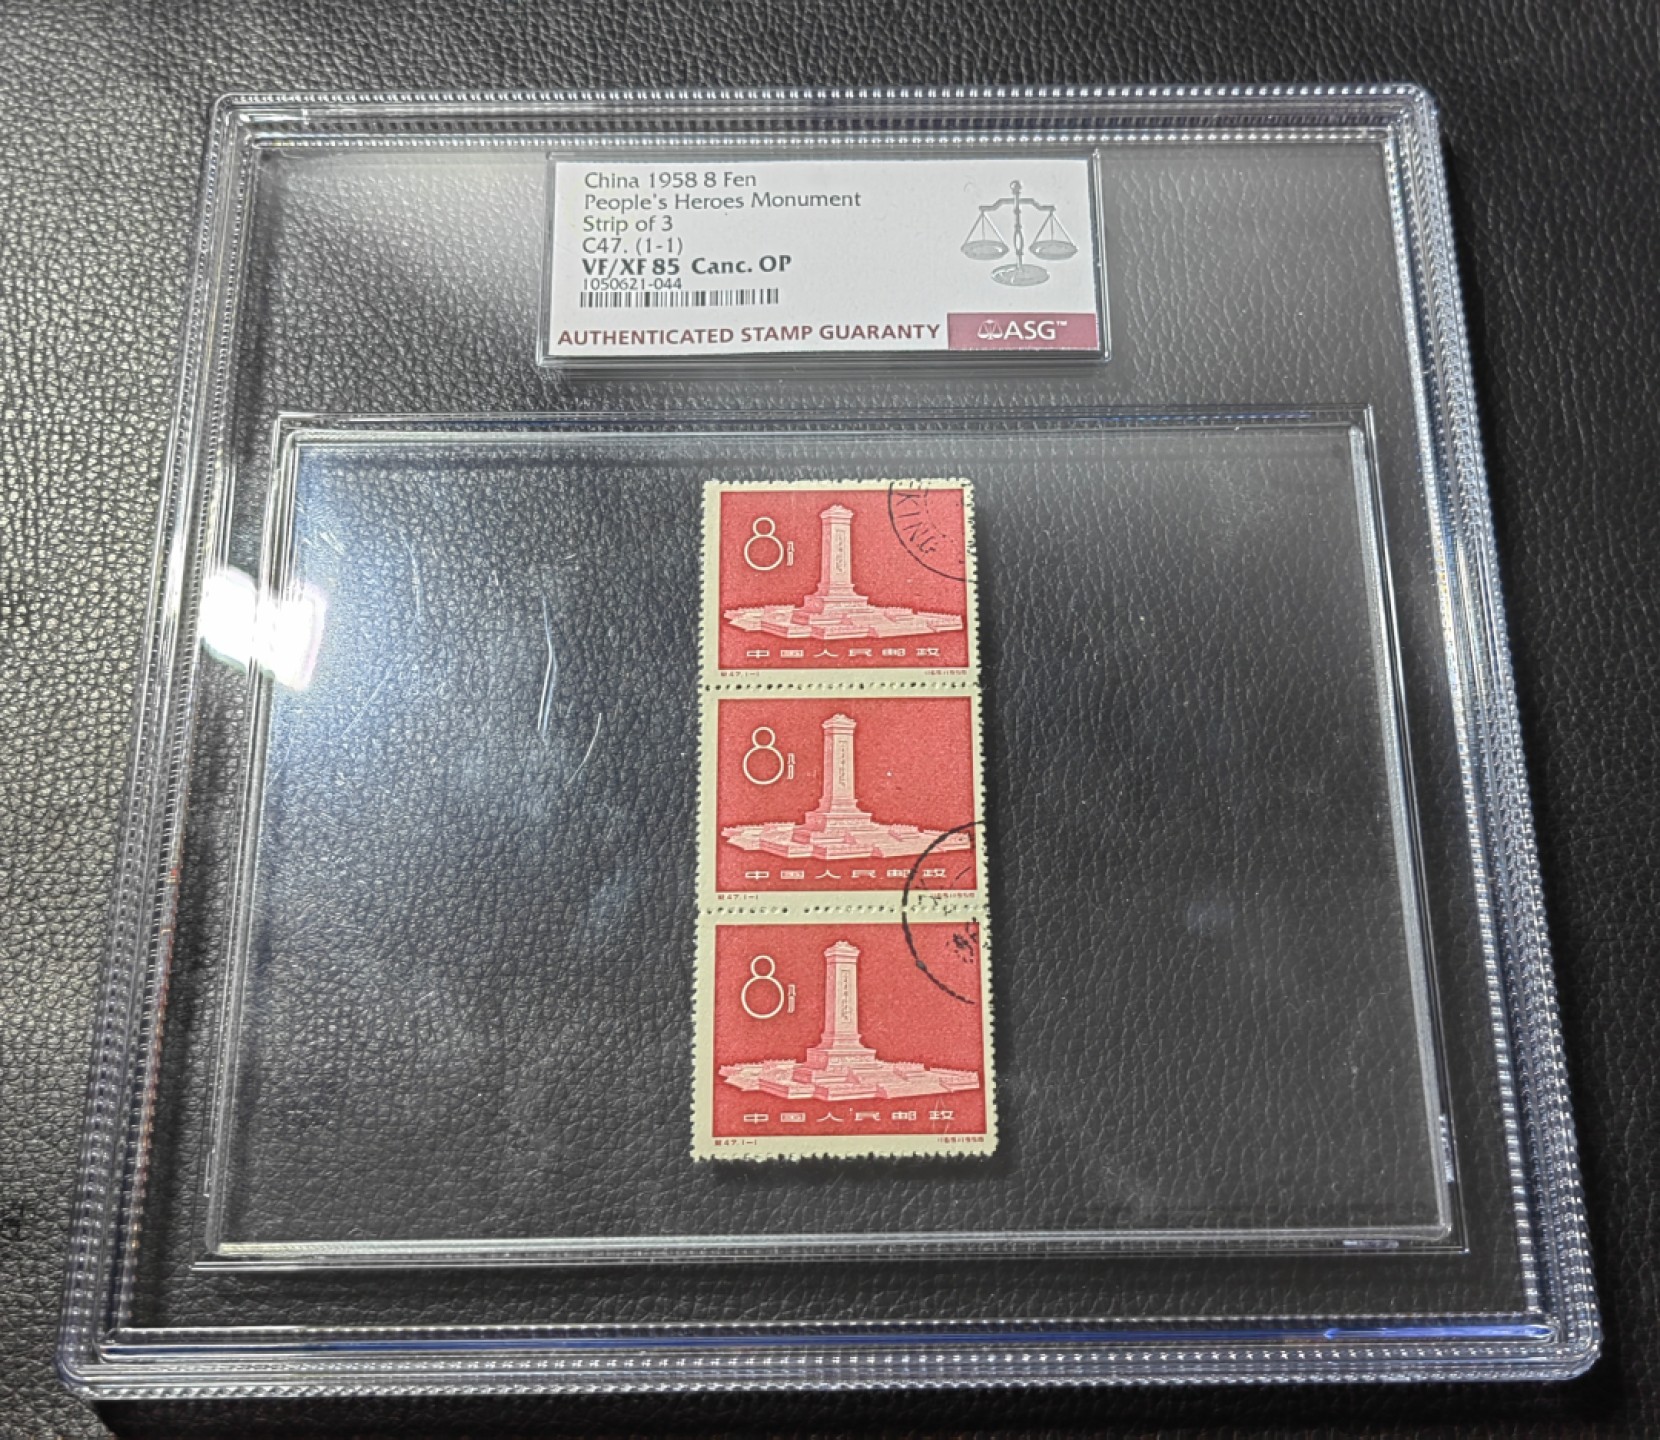 China 1958 8 Fen
People's Heroes Monument
Strip of 3
C47. (1-1)
VF/XF 85 Canc. OP
1050621-044
AUTHENTICATED STAMP GUARANTY
ASG™
8分
KING
中国人民邮政
纪47.1-1
8分
中国人民邮政
纪47.1-1
8分
中国人民邮政
纪47.1-1